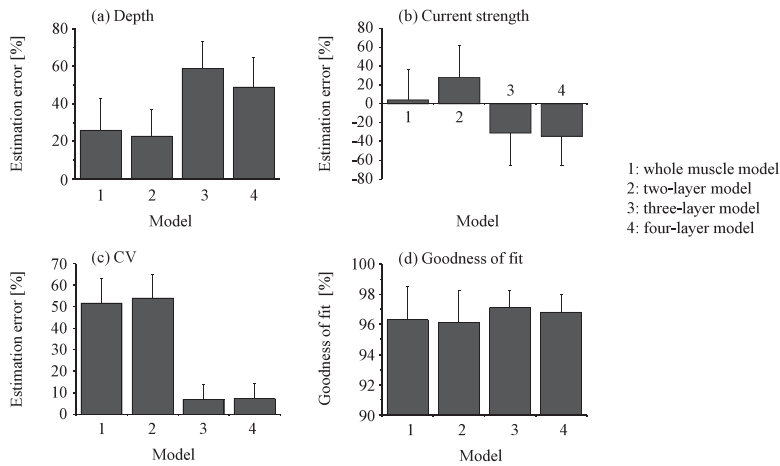 (a) Depth
Estimation error [%]
80
60
40
20
0
1 2 3 4
Model
(b) Current strength
Estimation error [%]
80
60
40
20
0
-20
-40
-60
-80
1 2 3 4
Model
1: whole muscle model
2: two-layer model
3: three-layer model
4: four-layer model
(c) CV
Estimation error [%]
70
60
50
40
30
20
10
0
1 2 3 4
Model
(d) Goodness of fit
Goodness of fit [%]
100
98
96
94
92
90
1 2 3 4
Model